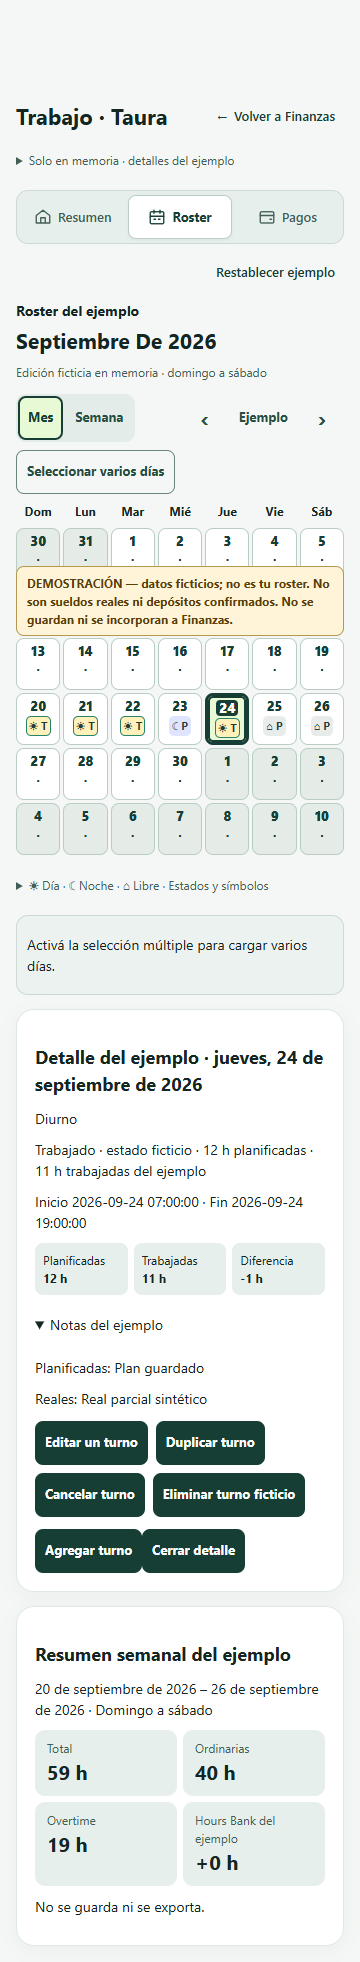 Trabajo · Taura
← Volver a Finanzas
▶ Solo en memoria · detalles del ejemplo
Resumen
Roster
Pagos
Restablecer ejemplo
Roster del ejemplo
Septiembre De 2026
Edición ficticia en memoria · domingo a sábado
Mes
Semana
‹
Ejemplo
›
Seleccionar varios días
Dom Lun Mar Mié Jue Vie Sáb
30 31 1 2 3 4 5
· · · · · · ·
DEMOSTRACIÓN — datos ficticios; no es tu roster. No
son sueldos reales ni depósitos confirmados. No se
guardan ni se incorporan a Finanzas.
13 14 15 16 17 18 19
· · · · · · ·
20 21 22 23 24 25 26
☀ T ☀ T ☀ T ☾ P ☀ T ⌂ P ⌂ P
27 28 29 30 1 2 3
· · · · · · ·
4 5 6 7 8 9 10
· · · · · · ·
▶ ☀ Día · ☾ Noche · ⌂ Libre · Estados y símbolos
Activá la selección múltiple para cargar varios
días.
Detalle del ejemplo · jueves, 24 de
septiembre de 2026
Diurno
Trabajado · estado ficticio · 12 h planificadas ·
11 h trabajadas del ejemplo
Inicio 2026-09-24 07:00:00 · Fin 2026-09-24
19:00:00
Planificadas
12 h
Trabajadas
11 h
Diferencia
-1 h
▼ Notas del ejemplo
Planificadas: Plan guardado
Reales: Real parcial sintético
Editar un turno
Duplicar turno
Cancelar turno
Eliminar turno ficticio
Agregar turno
Cerrar detalle
Resumen semanal del ejemplo
20 de septiembre de 2026 – 26 de septiembre
de 2026 · Domingo a sábado
Total
59 h
Ordinarias
40 h
Overtime
19 h
Hours Bank del
ejemplo
+0 h
No se guarda ni se exporta.